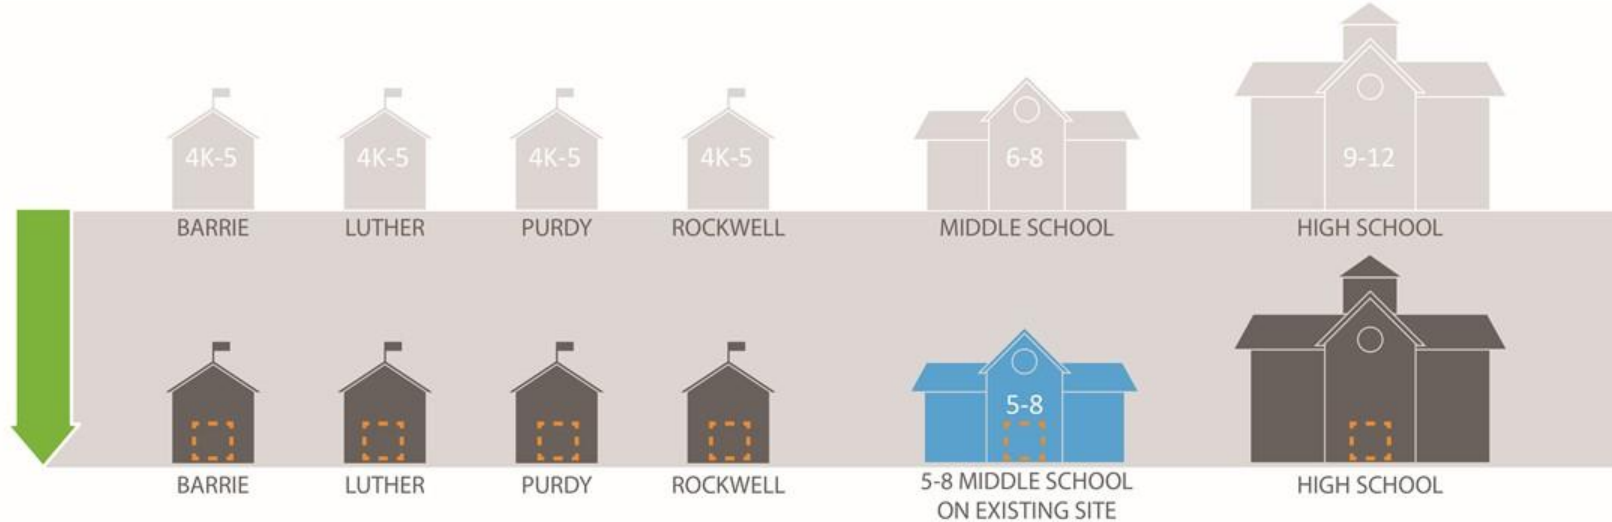 4K-5 4K-5 4K-5 4K-5 6-8 9-12
BARRIE LUTHER PURDY ROCKWELL MIDDLE SCHOOL HIGH SCHOOL
5-8
BARRIE LUTHER PURDY ROCKWELL 5-8 MIDDLE SCHOOL HIGH SCHOOL
ON EXISTING SITE